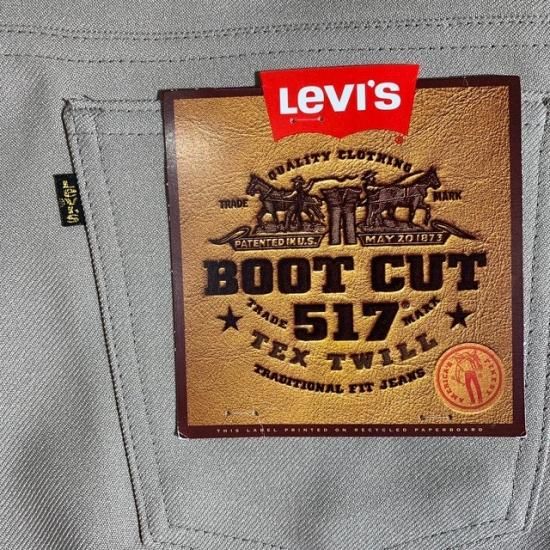 Levi's
®
QUALITY CLOTHING
TRADE MARK
PATENTED IN U.S. MAY 20 1873
BOOT CUT
TRADE 517® MARK
TEX TWILL
TRADITIONAL FIT JEANS
THIS LABEL PRINTED ON RECYCLED PAPERBOARD